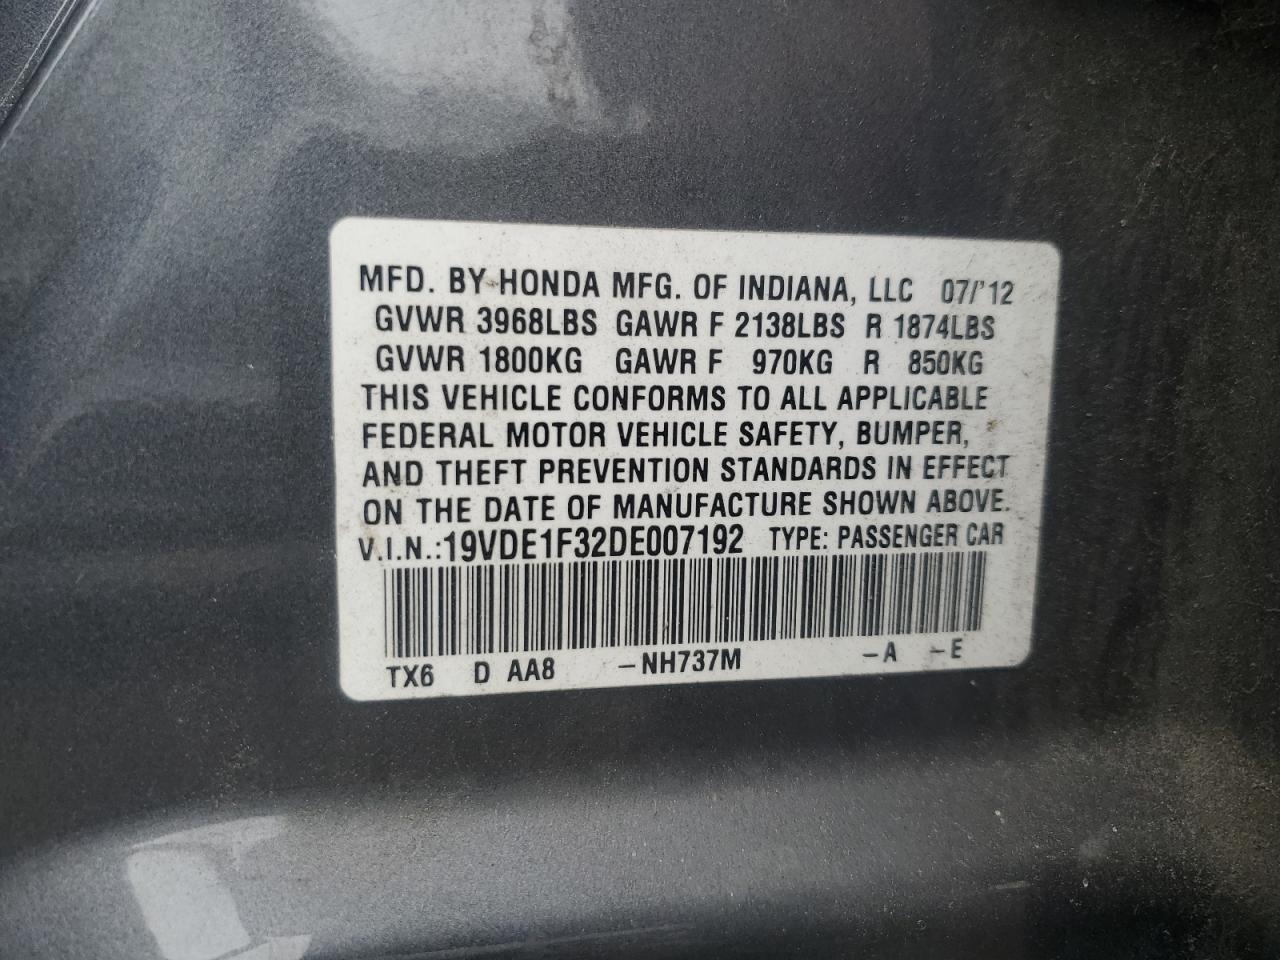 MFD. BY HONDA MFG. OF INDIANA, LLC 07/'12
GVWR 3968LBS GAWR F 2138LBS R 1874LBS
GVWR 1800KG GAWR F 970KG R 850KG
THIS VEHICLE CONFORMS TO ALL APPLICABLE
FEDERAL MOTOR VEHICLE SAFETY, BUMPER,
AND THEFT PREVENTION STANDARDS IN EFFECT
ON THE DATE OF MANUFACTURE SHOWN ABOVE.
V.I.N.:19VDE1F32DE007192 TYPE: PASSENGER CAR
TX6 D AA8 -NH737M -A -E